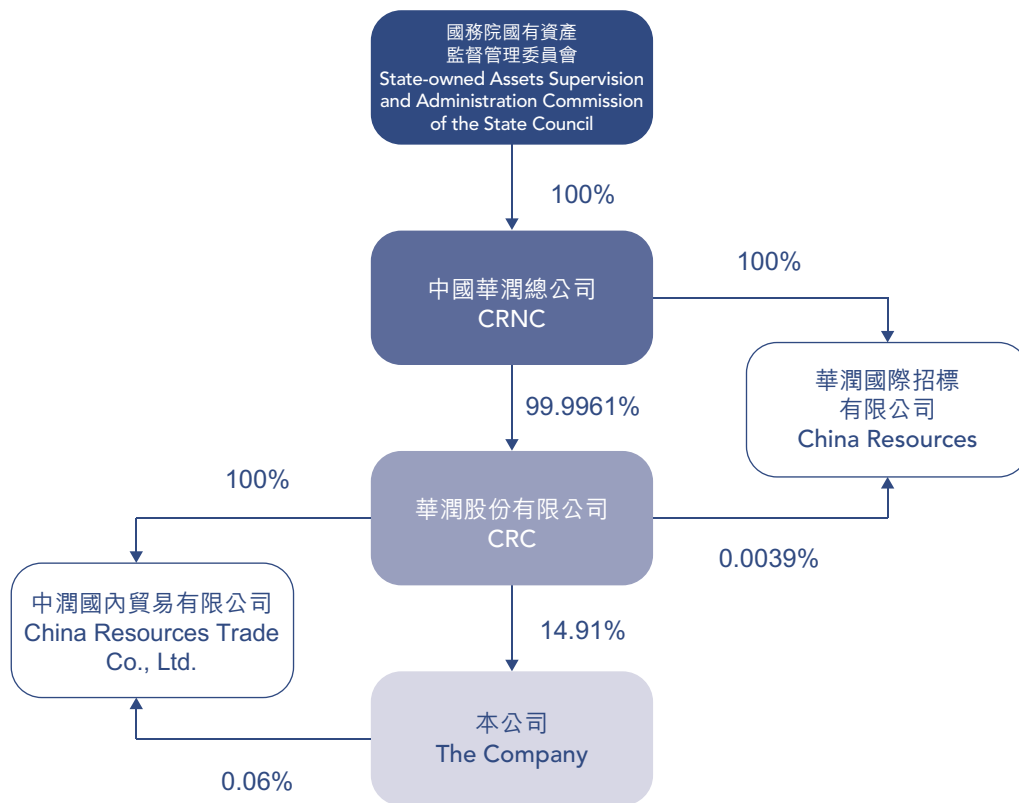 國務院國有資產
監督管理委員會
State-owned Assets Supervision
and Administration Commission
of the State Council
100%
中國華潤總公司
CRNC
100%
華潤國際招標
有限公司
China Resources
99.9961%
100%
華潤股份有限公司
CRC
0.0039%
中潤國內貿易有限公司
China Resources Trade
Co., Ltd.
14.91%
本公司
The Company
0.06%